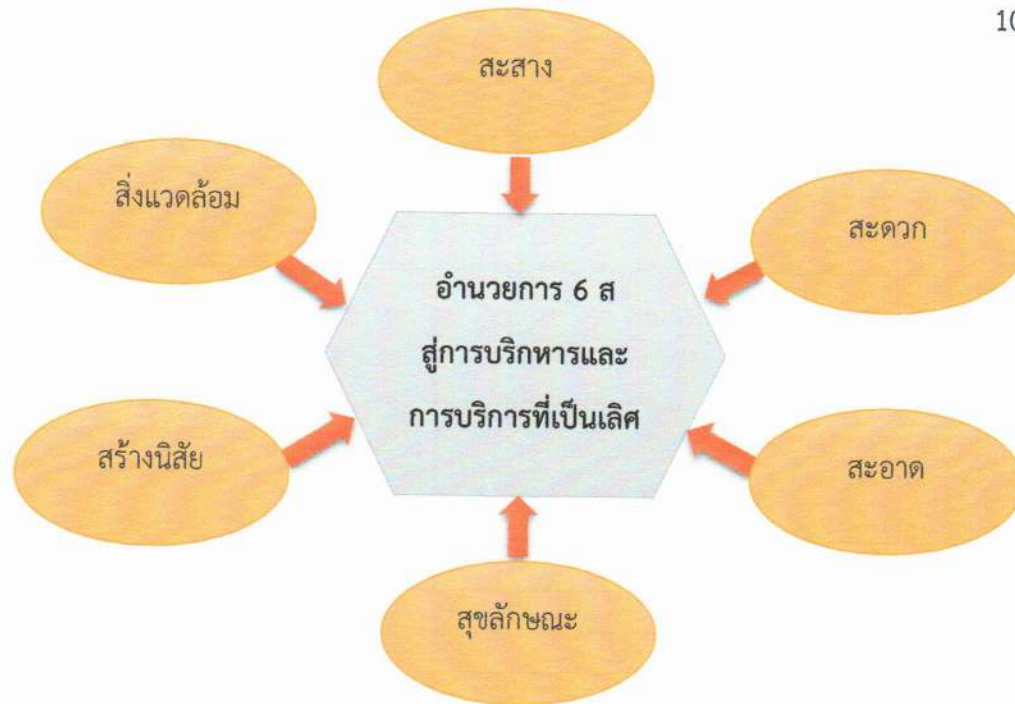 10
สะสาง
สิ่งแวดล้อม
สะดวก
อำนวยการ 6 ส
สู่การบริกหารและ
การบริการที่เป็นเลิศ
สร้างนิสัย
สะอาด
สุขลักษณะ